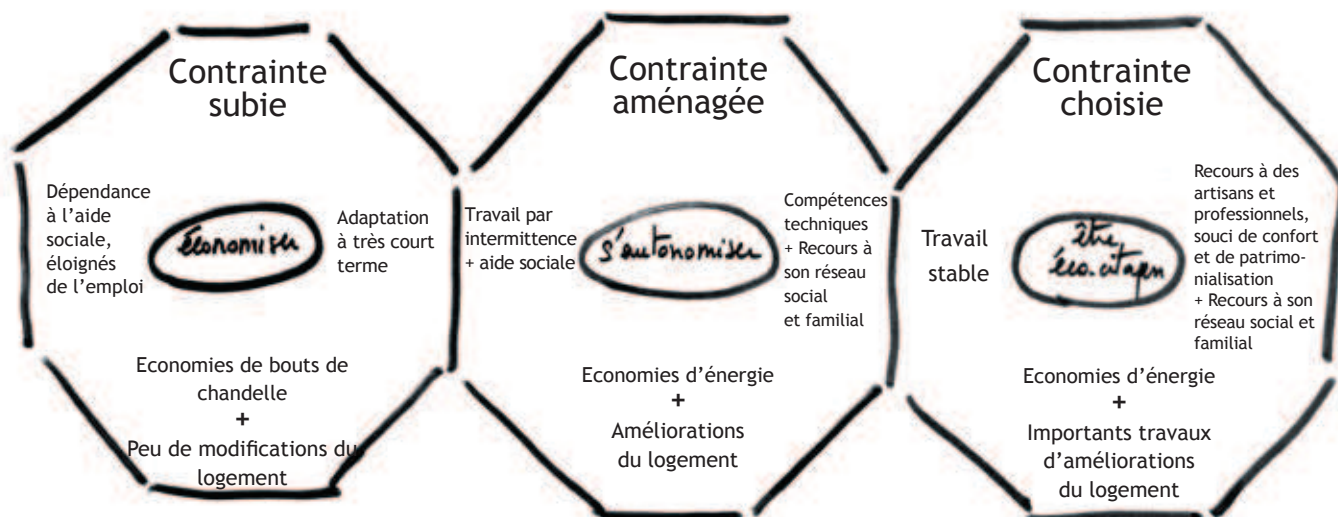 Contrainte
subie
Dépendance
à l'aide
sociale,
éloignés
de l'emploi
économiser
Adaptation
à très court
terme
Economies de bouts de
chandelle
+
Peu de modifications du
logement
Contrainte
aménagée
Travail par
intermittence
+ aide sociale
s'autonomiser
Compétences
techniques
+ Recours à
son réseau
social
et familial
Economies d'énergie
+
Améliorations
du logement
Contrainte
choisie
Travail
stable
être
éco-citoyen
Recours à des
artisans et
professionnels,
souci de confort
et de patrimo-
nialisation
+ Recours à son
réseau social et
familial
Economies d'énergie
+
Importants travaux
d'améliorations
du logement